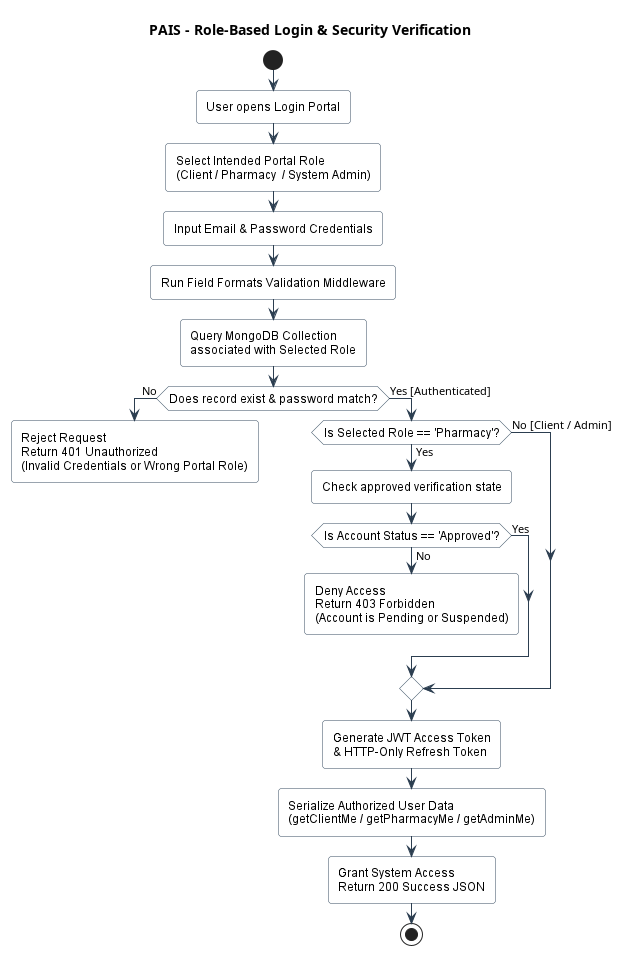 PAIS - Role-Based Login & Security Verification
User opens Login Portal
Select Intended Portal Role
(Client / Pharmacy / System Admin)
Input Email & Password Credentials
Run Field Formats Validation Middleware
Query MongoDB Collection
associated with Selected Role
No
Does record exist & password match?
Yes [Authenticated]
Reject Request
Return 401 Unauthorized
(Invalid Credentials or Wrong Portal Role)
Is Selected Role == 'Pharmacy'?
No [Client / Admin]
Yes
Check approved verification state
Is Account Status == 'Approved'?
Yes
No
Deny Access
Return 403 Forbidden
(Account is Pending or Suspended)
Generate JWT Access Token
& HTTP-Only Refresh Token
Serialize Authorized User Data
(getClientMe / getPharmacyMe / getAdminMe)
Grant System Access
Return 200 Success JSON